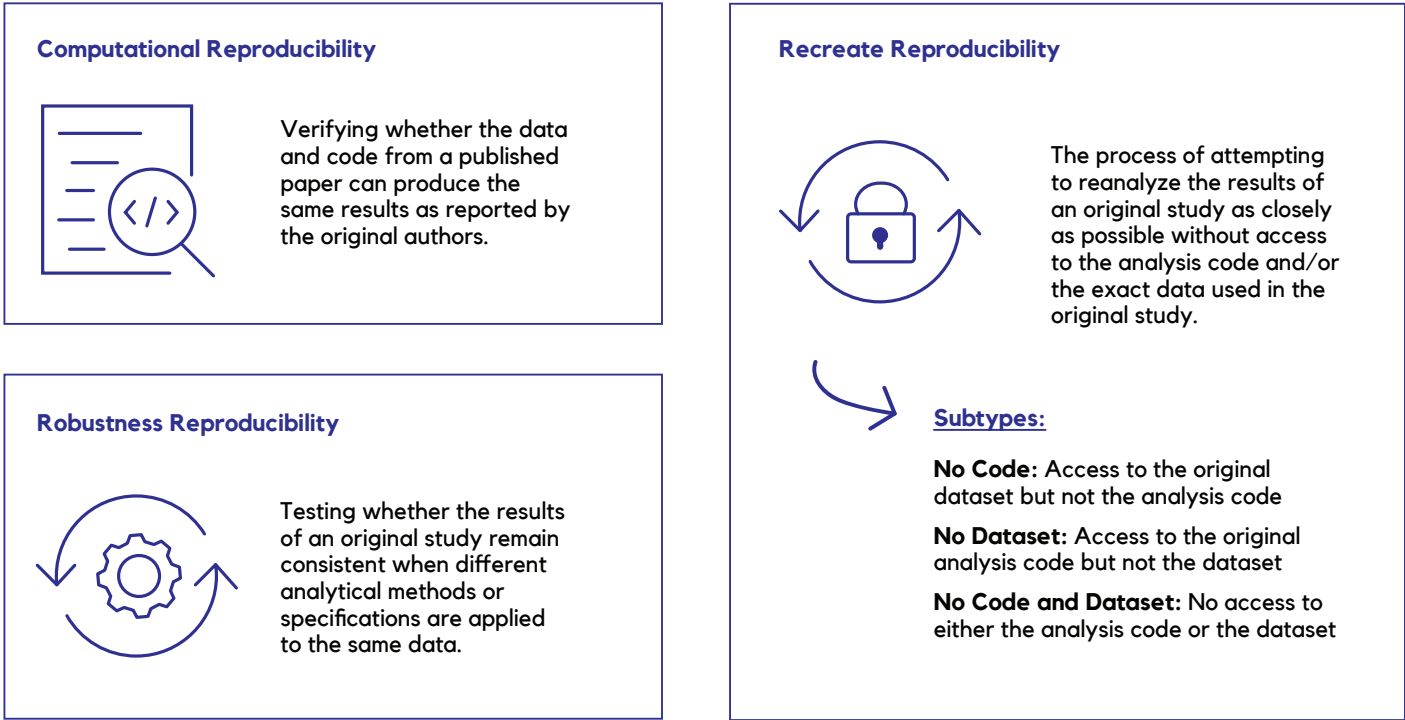 Computational Reproducibility
Verifying whether the data
and code from a published
paper can produce the
same results as reported by
the original authors.
Robustness Reproducibility
Testing whether the results
of an original study remain
consistent when different
analytical methods or
specifications are applied
to the same data.
Recreate Reproducibility
The process of attempting
to reanalyze the results of
an original study as closely
as possible without access
to the analysis code and/or
the exact data used in the
original study.
Subtypes:
No Code: Access to the original
dataset but not the analysis code
No Dataset: Access to the original
analysis code but not the dataset
No Code and Dataset: No access to
either the analysis code or the dataset